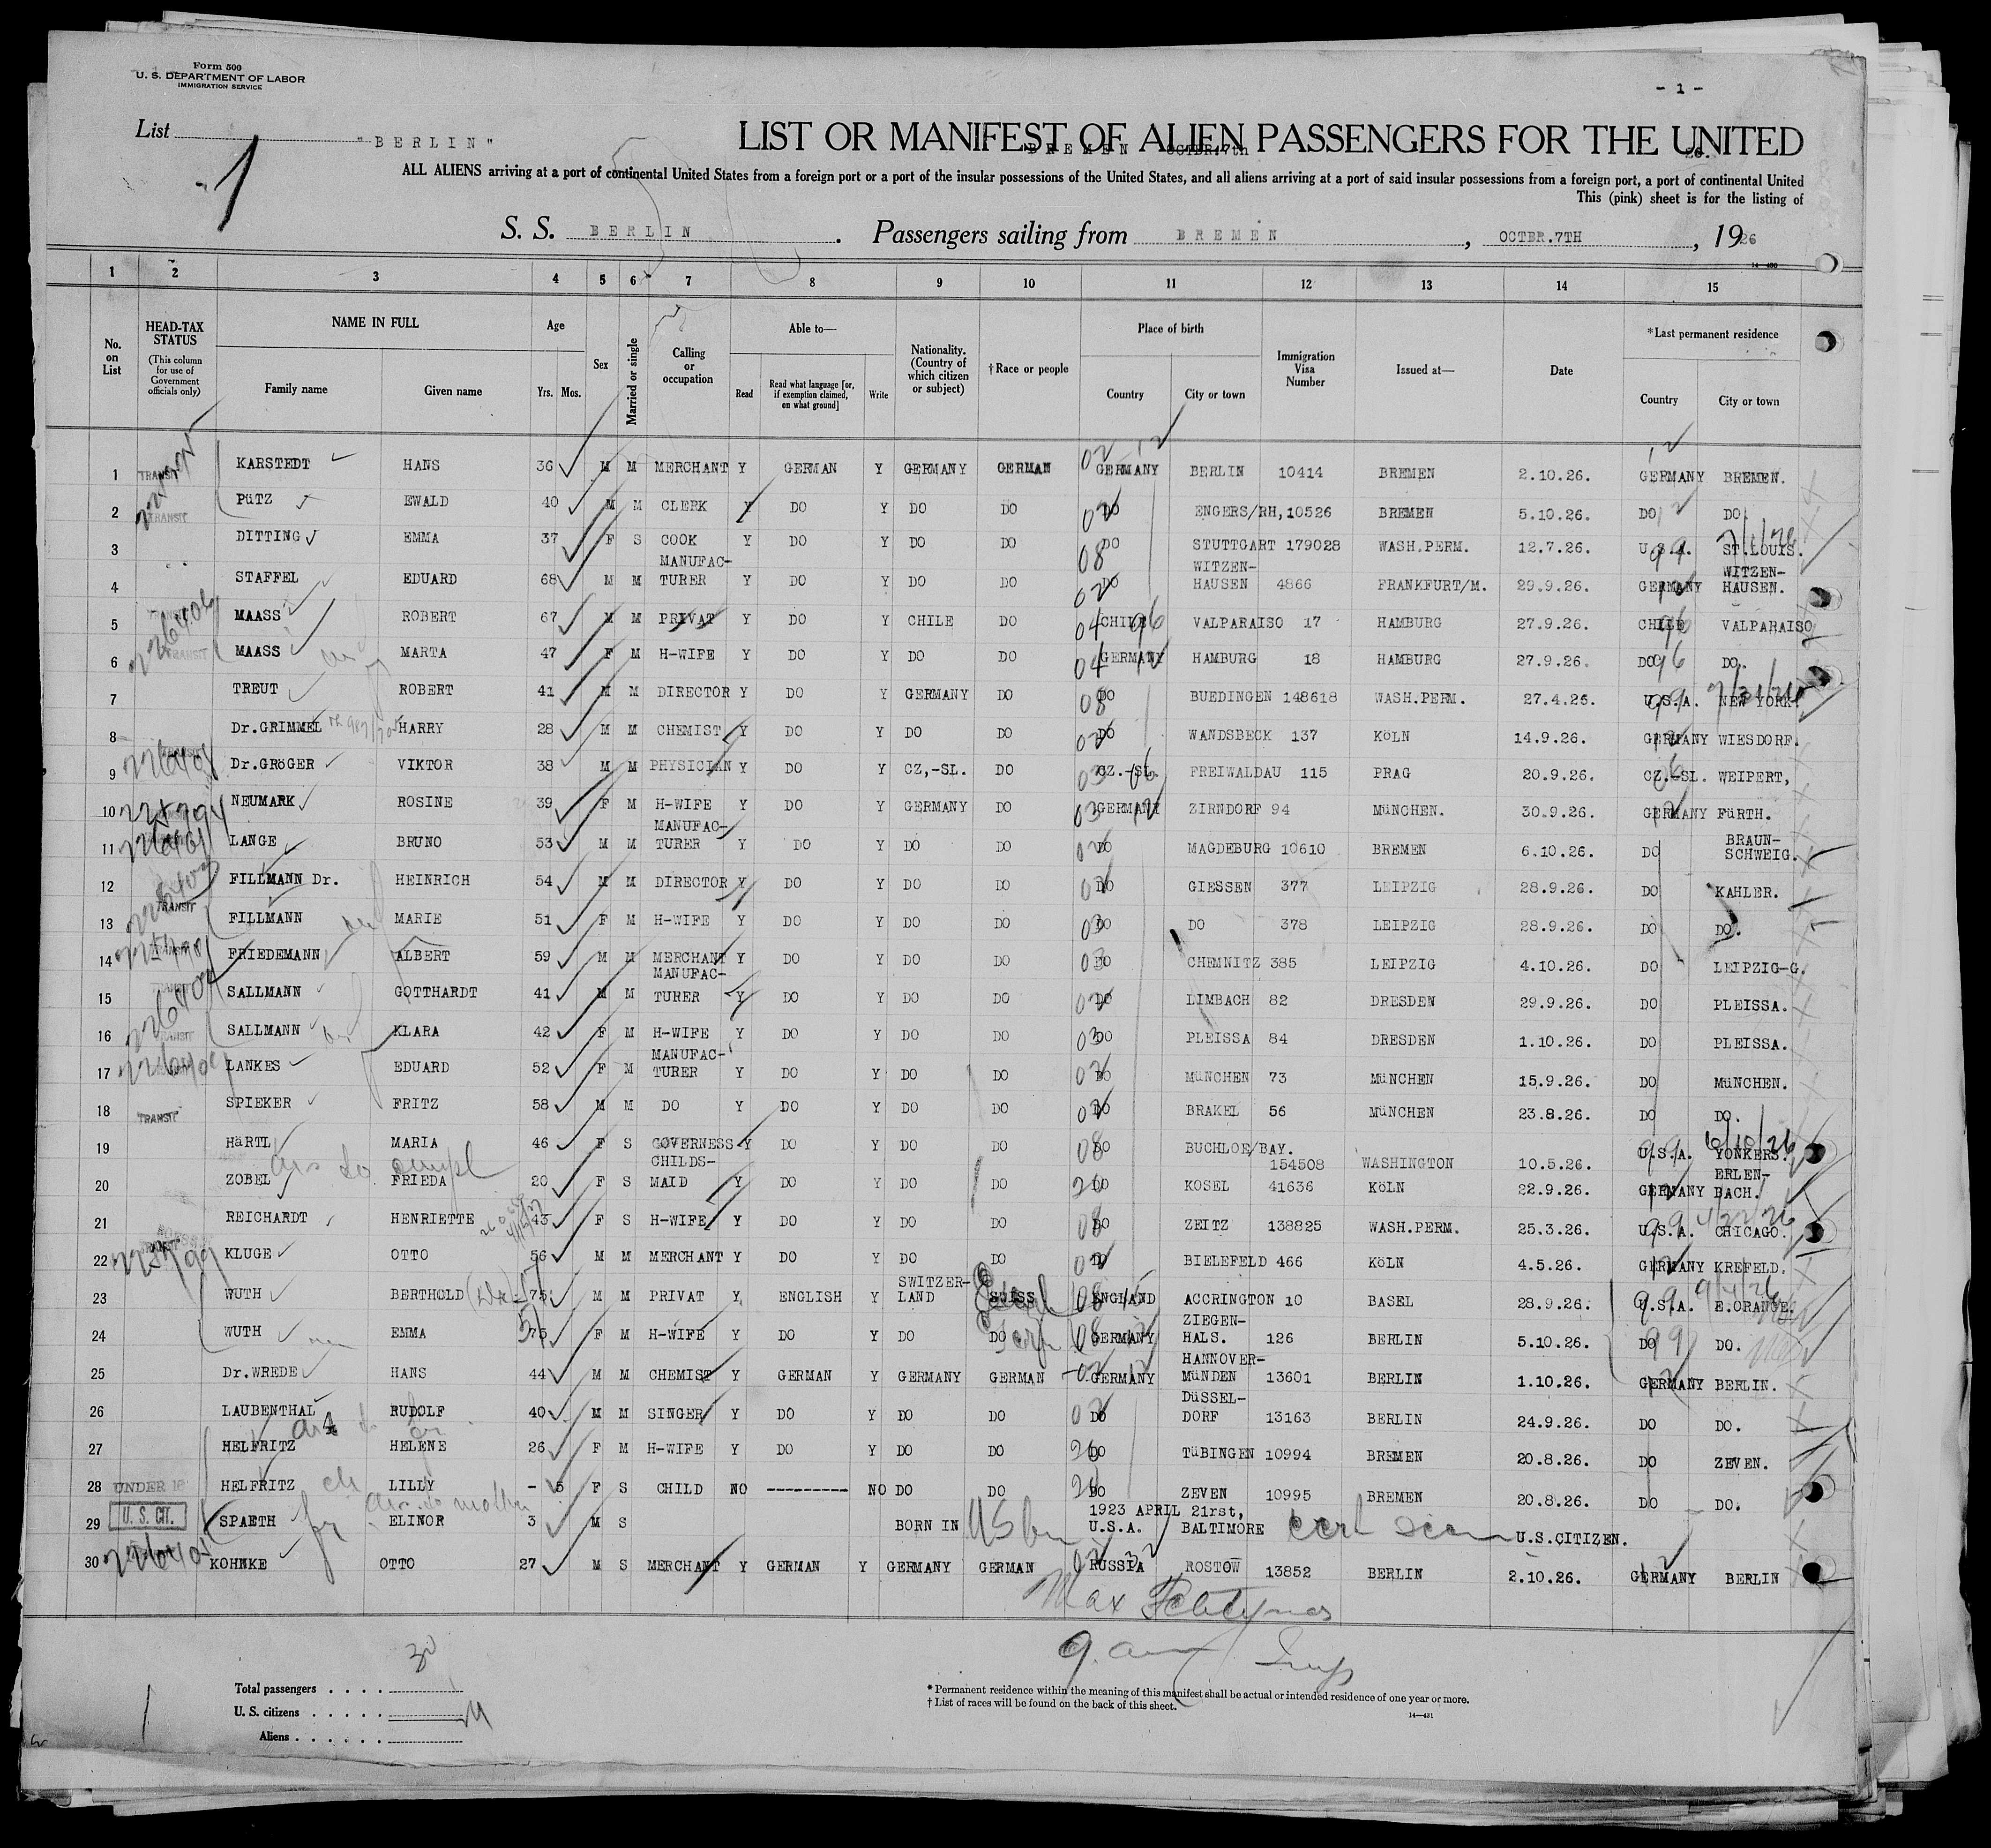 Form 500
U. S. DEPARTMENT OF LABOR
IMMIGRATION SERVICE
- 1 -
List "BERLIN"
1
LIST OR MANIFEST OF ALIEN PASSENGERS FOR THE UNITED
BREMEN OCTBR.7th 26.
ALL ALIENS arriving at a port of continental United States from a foreign port or a port of the insular possessions of the United States, and all aliens arriving at a port of said insular possessions from a foreign port, a port of continental United
This (pink) sheet is for the listing of
S. S. BERLIN. Passengers sailing from BREMEN, OCTBR.7TH, 1926
14—430
1 2 3 4 5 6 7 8 9 10 11 12 13 14 15
No. on List
HEAD-TAX STATUS (This column for use of Government officials only)
NAME IN FULL Family name Given name
Age Yrs. Mos.
Sex
Married or single
Calling or occupation
Able to— Read Read what language [or, if exemption claimed, on what ground] Write
Nationality. (Country of which citizen or subject)
†Race or people
Place of birth Country City or town
Immigration Visa Number
Issued at—
Date
*Last permanent residence Country City or town
1 TRANSIT KARSTEDT HANS 36 M M MERCHANT Y GERMAN Y GERMANY GERMAN GERMANY BERLIN 10414 BREMEN 2.10.26. GERMANY BREMEN.
2 TRANSIT PüTZ EWALD 40 M M CLERK Y DO Y DO DO DO ENGERS/RH, 10526 BREMEN 5.10.26. DO DO.
3 DITTING EMMA 37 F S COOK Y DO Y DO DO DO STUTTGART 179028 WASH.PERM. 12.7.26. U.S.A. ST.LOUIS.
4 STAFFEL EDUARD 68 M M MANUFAC-TURER Y DO Y DO DO DO WITZEN-HAUSEN 4866 FRANKFURT/M. 29.9.26. GERMANY WITZEN-HAUSEN.
5 226406 MAASS ROBERT 67 M M PRIVAT Y DO Y CHILE DO CHILE VALPARAISO 17 HAMBURG 27.9.26. CHILE VALPARAISO
6 TRANSIT MAASS MARTA 47 F M H-WIFE Y DO Y DO DO GERMANY HAMBURG 18 HAMBURG 27.9.26. DO DO.
7 TREUT ROBERT 41 M M DIRECTOR Y DO Y GERMANY DO DO BUEDINGEN 148618 WASH.PERM. 27.4.26. U.S.A. NEW YORK.
8 Dr.GRIMMEL HARRY 28 M M CHEMIST Y DO Y DO DO DO WANDSBECK 137 KöLN 14.9.26. GERMANY WIESDORF.
9 TRANSIT Dr.GRöGER VIKTOR 38 M M PHYSICIAN Y DO Y CZ,-SL. DO CZ.-SL. FREIWALDAU 115 PRAG 20.9.26. CZ.-SL. WEIPERT,
10 NEUMARK ROSINE 39 F M H-WIFE Y DO Y GERMANY DO GERMANY ZIRNDORF 94 MüNCHEN. 30.9.26. GERMANY FüRTH.
11 LANGE BRUNO 53 M M MANUFAC-TURER Y DO Y DO DO DO MAGDEBURG 10610 BREMEN 6.10.26. DO BRAUN-SCHWEIG.
12 FILLMANN Dr. HEINRICH 54 M M DIRECTOR Y DO Y DO DO DO GIESSEN 377 LEIPZIG 28.9.26. DO KAHLER.
13 TRANSIT FILLMANN MARIE 51 F M H-WIFE Y DO Y DO DO DO DO 378 LEIPZIG 28.9.26. DO DO.
14 TRANSIT FRIEDEMANN ALBERT 59 M M MERCHANT Y DO Y DO DO DO CHEMNITZ 385 LEIPZIG 4.10.26. DO LEIPZIG-G.
15 SALLMANN GOTTHARDT 41 M M MANUFAC-TURER Y DO Y DO DO DO LIMBACH 82 DRESDEN 29.9.26. DO PLEISSA.
16 TRANSIT SALLMANN KLARA 42 F M H-WIFE Y DO Y DO DO DO PLEISSA 84 DRESDEN 1.10.26. DO PLEISSA.
17 LANKES EDUARD 52 F M MANUFAC-TURER Y DO Y DO DO DO MüNCHEN 73 MüNCHEN 15.9.26. DO MüNCHEN.
18 TRANSIT SPIEKER FRITZ 58 M M DO Y DO Y DO DO DO BRAKEL 56 MüNCHEN 23.8.26. DO DO.
19 HäRTL MARIA 46 F S GOVERNESS Y DO Y DO DO DO BUCHLOE/BAY. 154508 WASHINGTON 10.5.26. U.S.A. 6/10/26 YONKERS.
20 ZOBEL FRIEDA 20 F S CHILDS-MAID Y DO Y DO DO DO KOSEL 41636 KöLN 22.9.26. GERMANY ERLEN-BACH.
21 REICHARDT HENRIETTE 43 F S H-WIFE Y DO Y DO DO DO ZEITZ 138825 WASH.PERM. 25.3.26. U.S.A. 4/22/26 CHICAGO.
22 KLUGE OTTO 56 M M MERCHANT Y DO Y DO DO DO BIELEFELD 466 KöLN 4.5.26. GERMANY KREFELD.
23 WUTH BERTHOLD 75 M M PRIVAT Y ENGLISH Y SWITZER-LAND SUISS ENGLAND ACCRINGTON 10 BASEL 28.9.26. U.S.A. E.ORANGE.
24 WUTH EMMA 75 F M H-WIFE Y DO Y DO DO GERMANY ZIEGEN-HALS. 126 BERLIN 5.10.26. DO DO.
25 Dr.WREDE HANS 44 M M CHEMIST Y GERMAN Y GERMANY GERMAN GERMANY HANNOVER-MüNDEN 13601 BERLIN 1.10.26. GERMANY BERLIN.
26 LAUBENTHAL RUDOLF 40 M M SINGER Y DO Y DO DO DO DüSSEL-DORF 13163 BERLIN 24.9.26. DO DO.
27 HELFRITZ HELENE 26 F M H-WIFE Y DO Y DO DO DO TüBINGEN 10994 BREMEN 20.8.26. DO ZEVEN.
28 UNDER 16 HELFRITZ LILLY - 5 F S CHILD NO --------- NO DO DO DO ZEVEN 10995 BREMEN 20.8.26. DO DO.
29 U. S. CIT. SPAETH ELINOR 3 M S BORN IN 1923 APRIL 21rst, U.S.A. BALTIMORE U.S.CITIZEN.
30 KOHNKE OTTO 27 M S MERCHANT Y GERMAN Y GERMANY GERMAN RUSSIA ROSTOW 13852 BERLIN 2.10.26. GERMANY BERLIN
Total passengers . . . . 30
U. S. citizens . . . . .
Aliens . . . . . .
* Permanent residence within the meaning of this manifest shall be actual or intended residence of one year or more.
† List of races will be found on the back of this sheet.
14—431